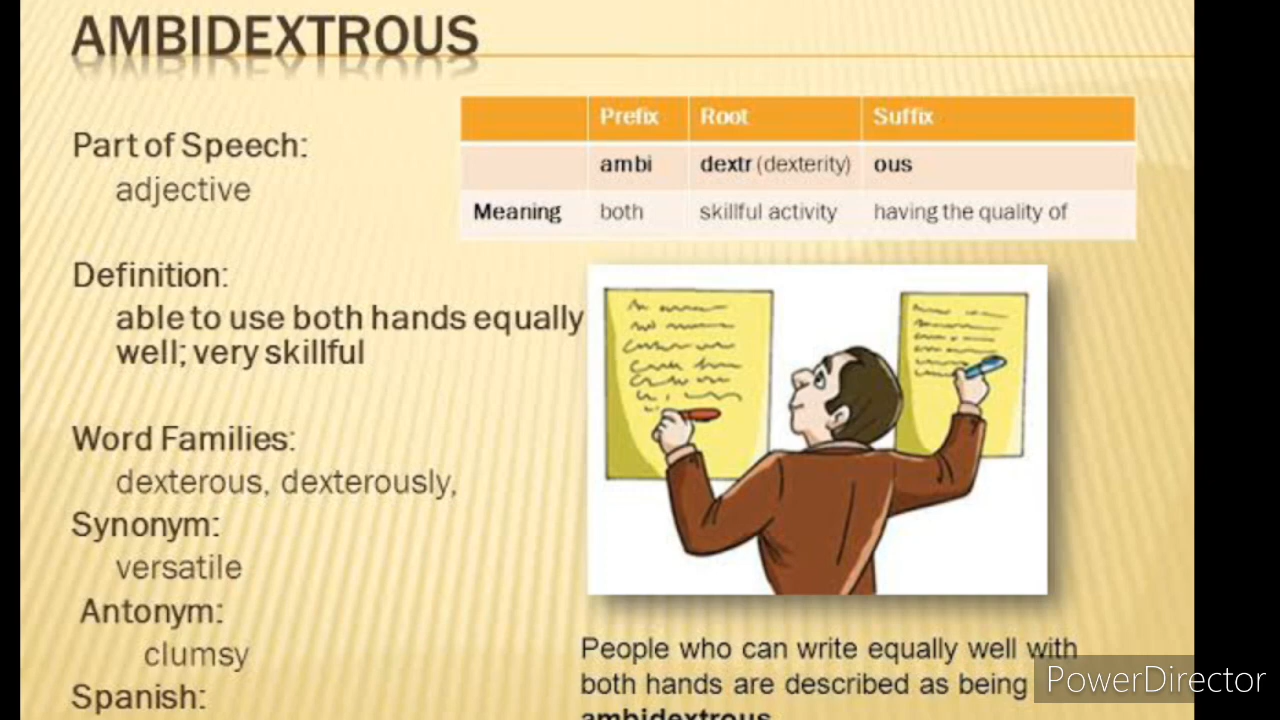 AMBIDEXTROUS
Part of Speech:
adjective
Prefix Root Suffix
ambi dextr (dexterity) ous
Meaning both skillful activity having the quality of
Definition:
able to use both hands equally
well; very skillful
Word Families:
dexterous, dexterously,
Synonym:
versatile
Antonym:
clumsy
Spanish:
People who can write equally well with
both hands are described as being
ambidextrous
PowerDirector